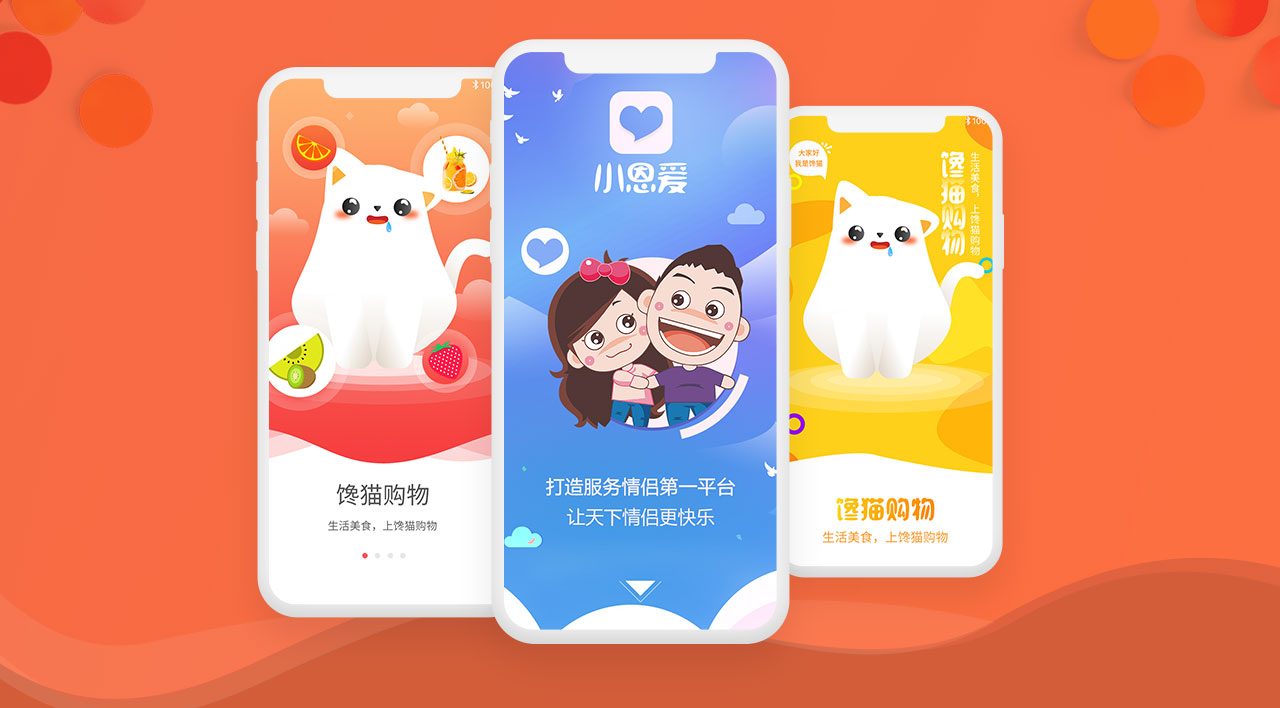 馋猫购物
生活美食，上馋猫购物
小恩爱
打造服务情侣第一平台
让天下情侣更快乐
大家好
我是馋猫
馋猫购物
生活美食，上馋猫购物
馋猫购物
生活美食，上馋猫购物